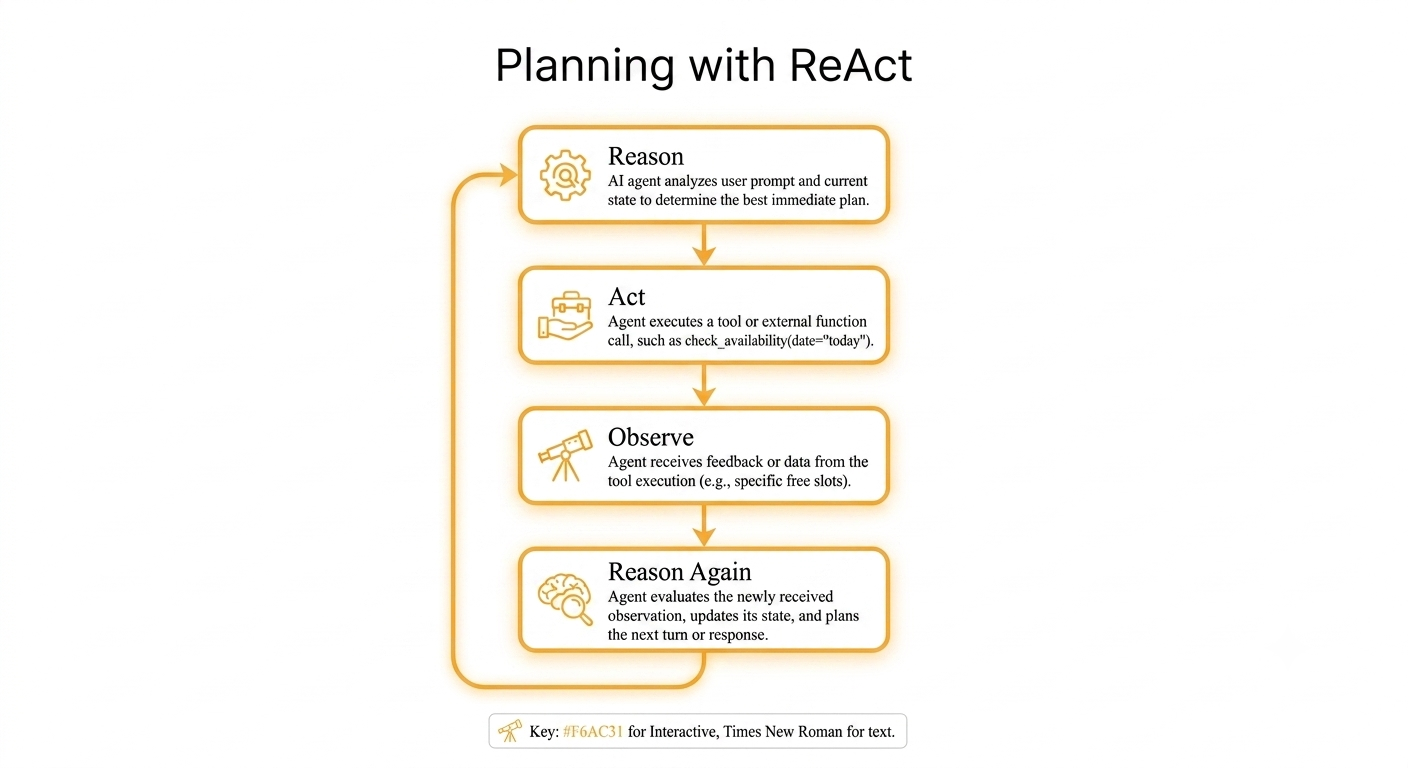 Planning with ReAct
Reason
AI agent analyzes user prompt and current
state to determine the best immediate plan.
Act
Agent executes a tool or external function
call, such as check_availability(date="today").
Observe
Agent receives feedback or data from the
tool execution (e.g., specific free slots).
Reason Again
Agent evaluates the newly received
observation, updates its state, and plans
the next turn or response.
Key: #F6AC31 for Interactive, Times New Roman for text.